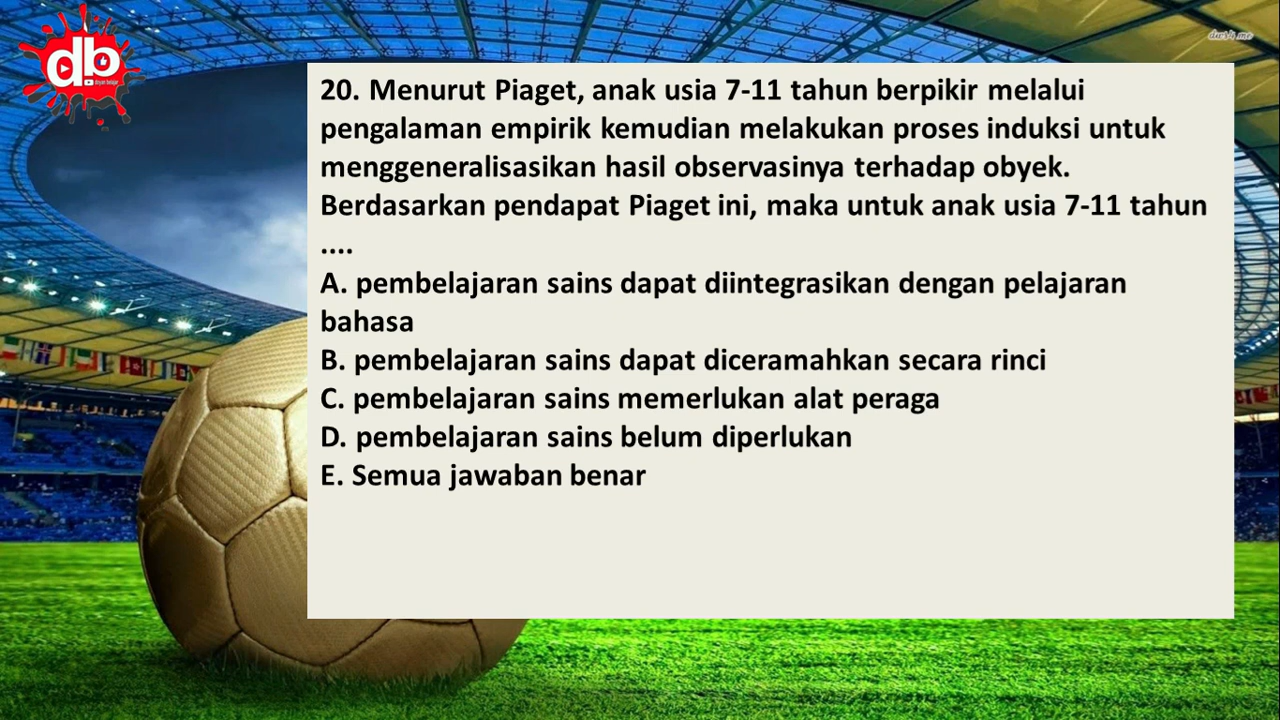 db
20. Menurut Piaget, anak usia 7-11 tahun berpikir melalui
pengalaman empirik kemudian melakukan proses induksi untuk
menggeneralisasikan hasil observasinya terhadap obyek.
Berdasarkan pendapat Piaget ini, maka untuk anak usia 7-11 tahun
....
A. pembelajaran sains dapat diintegrasikan dengan pelajaran
bahasa
B. pembelajaran sains dapat diceramahkan secara rinci
C. pembelajaran sains memerlukan alat peraga
D. pembelajaran sains belum diperlukan
E. Semua jawaban benar